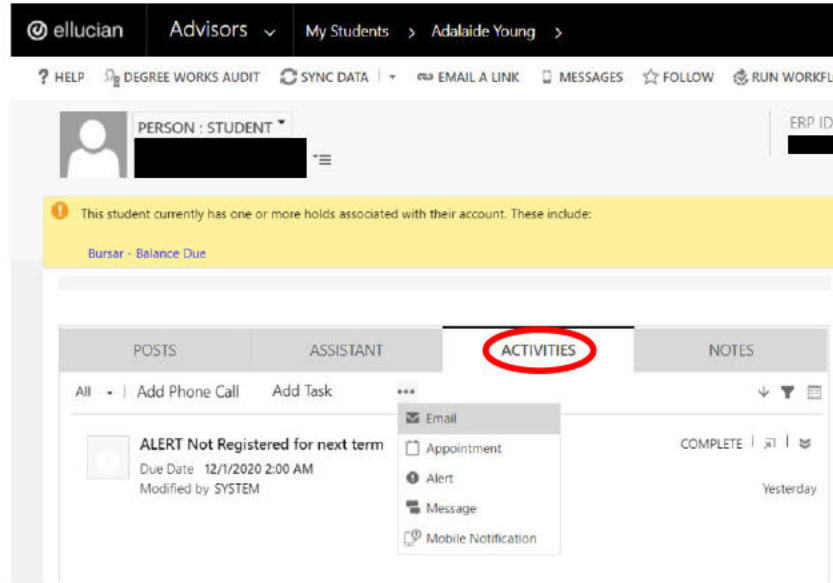 ellucian Advisors My Students > Adalaide Young >
? HELP DEGREE WORKS AUDIT SYNC DATA EMAIL A LINK MESSAGES FOLLOW RUN WORKFL
PERSON : STUDENT
ERP ID
This student currently has one or more holds associated with their account. These include:
Bursar - Balance Due
POSTS ASSISTANT ACTIVITIES NOTES
All Add Phone Call Add Task ...
Email
ALERT Not Registered for next term
COMPLETE
Appointment
Due Date 12/1/2020 2:00 AM
Alert
Modified by SYSTEM
Yesterday
Message
Mobile Notification